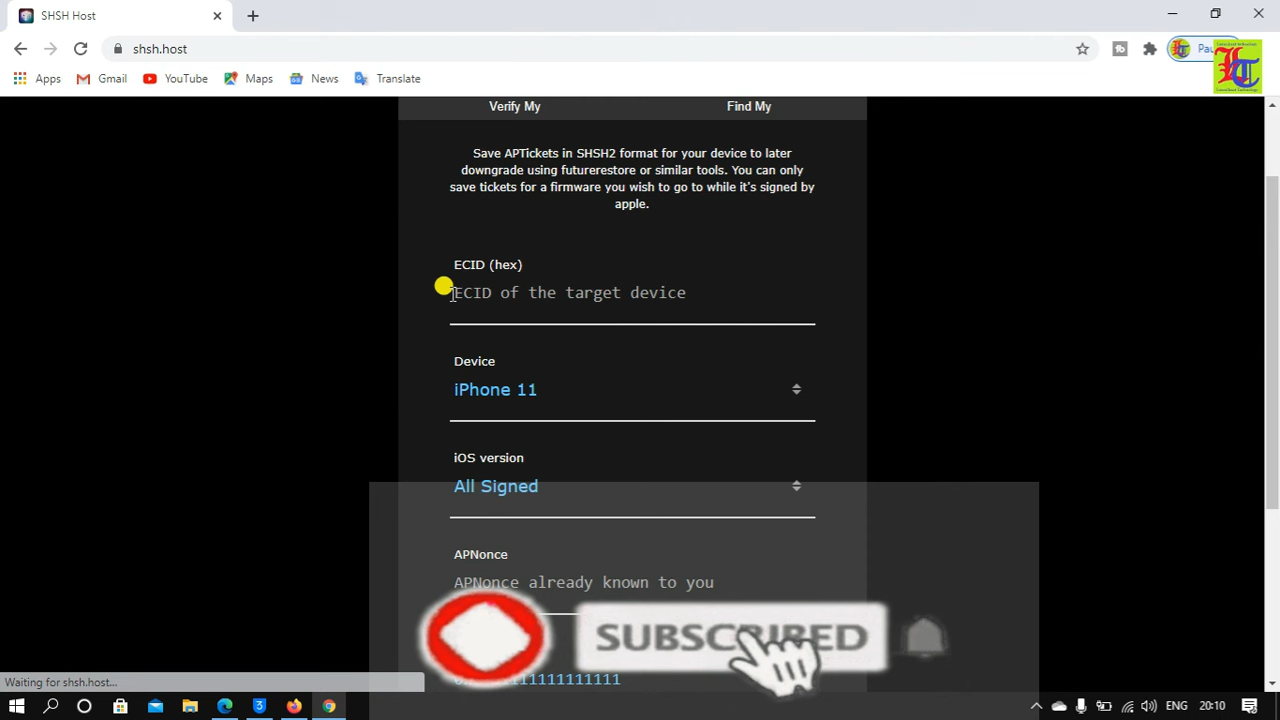 SHSH Host
shsh.host
Pau
Apps
Gmail
YouTube
Maps
News
Translate
LT
Verify My
Find My
Save APTickets in SHSH2 format for your device to later
downgrade using futurerestore or similar tools. You can only
save tickets for a firmware you wish to go to while it's signed by
apple.
ECID (hex)
ECID of the target device
Device
iPhone 11
iOS version
All Signed
APNonce
APNonce already known to you
SUBSCRIBED
Waiting for shsh.host...
ENG
20:10